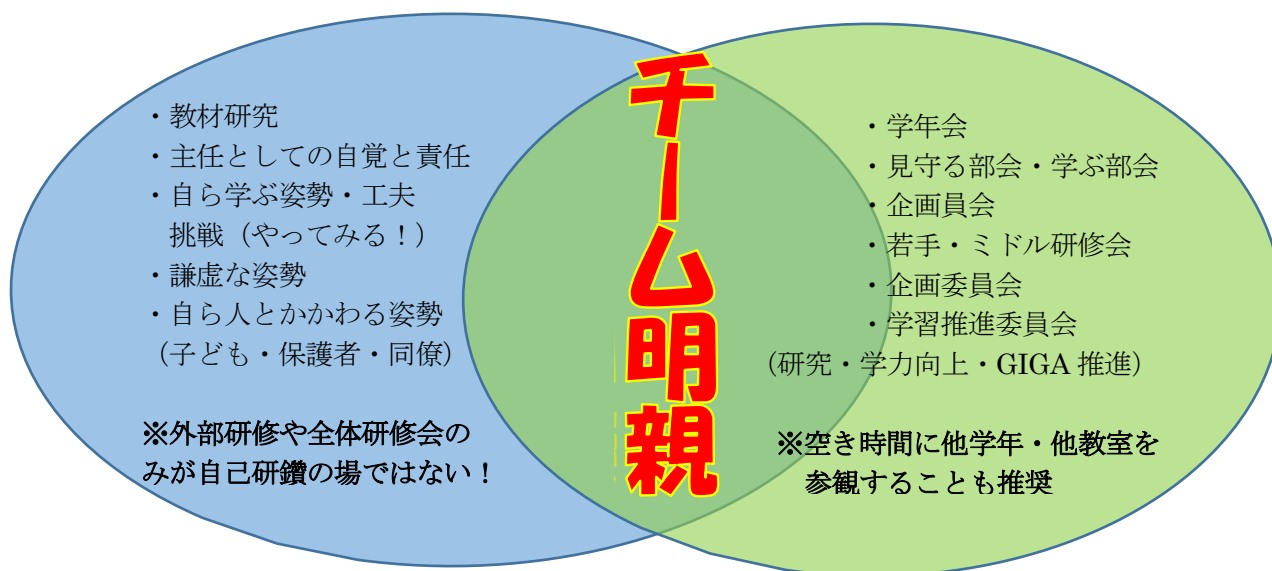 ・教材研究
・主任としての自覚と責任
・自ら学ぶ姿勢・工夫
挑戦（やってみる！）
・謙虚な姿勢
・自ら人とかかわる姿勢
（子ども・保護者・同僚）
※外部研修や全体研修会の
みが自己研鑽の場ではない！
チーム明親
・学年会
・見守る部会・学ぶ部会
・企画員会
・若手・ミドル研修会
・企画委員会
・学習推進委員会
（研究・学力向上・GIGA 推進）
※空き時間に他学年・他教室を
参観することも推奨